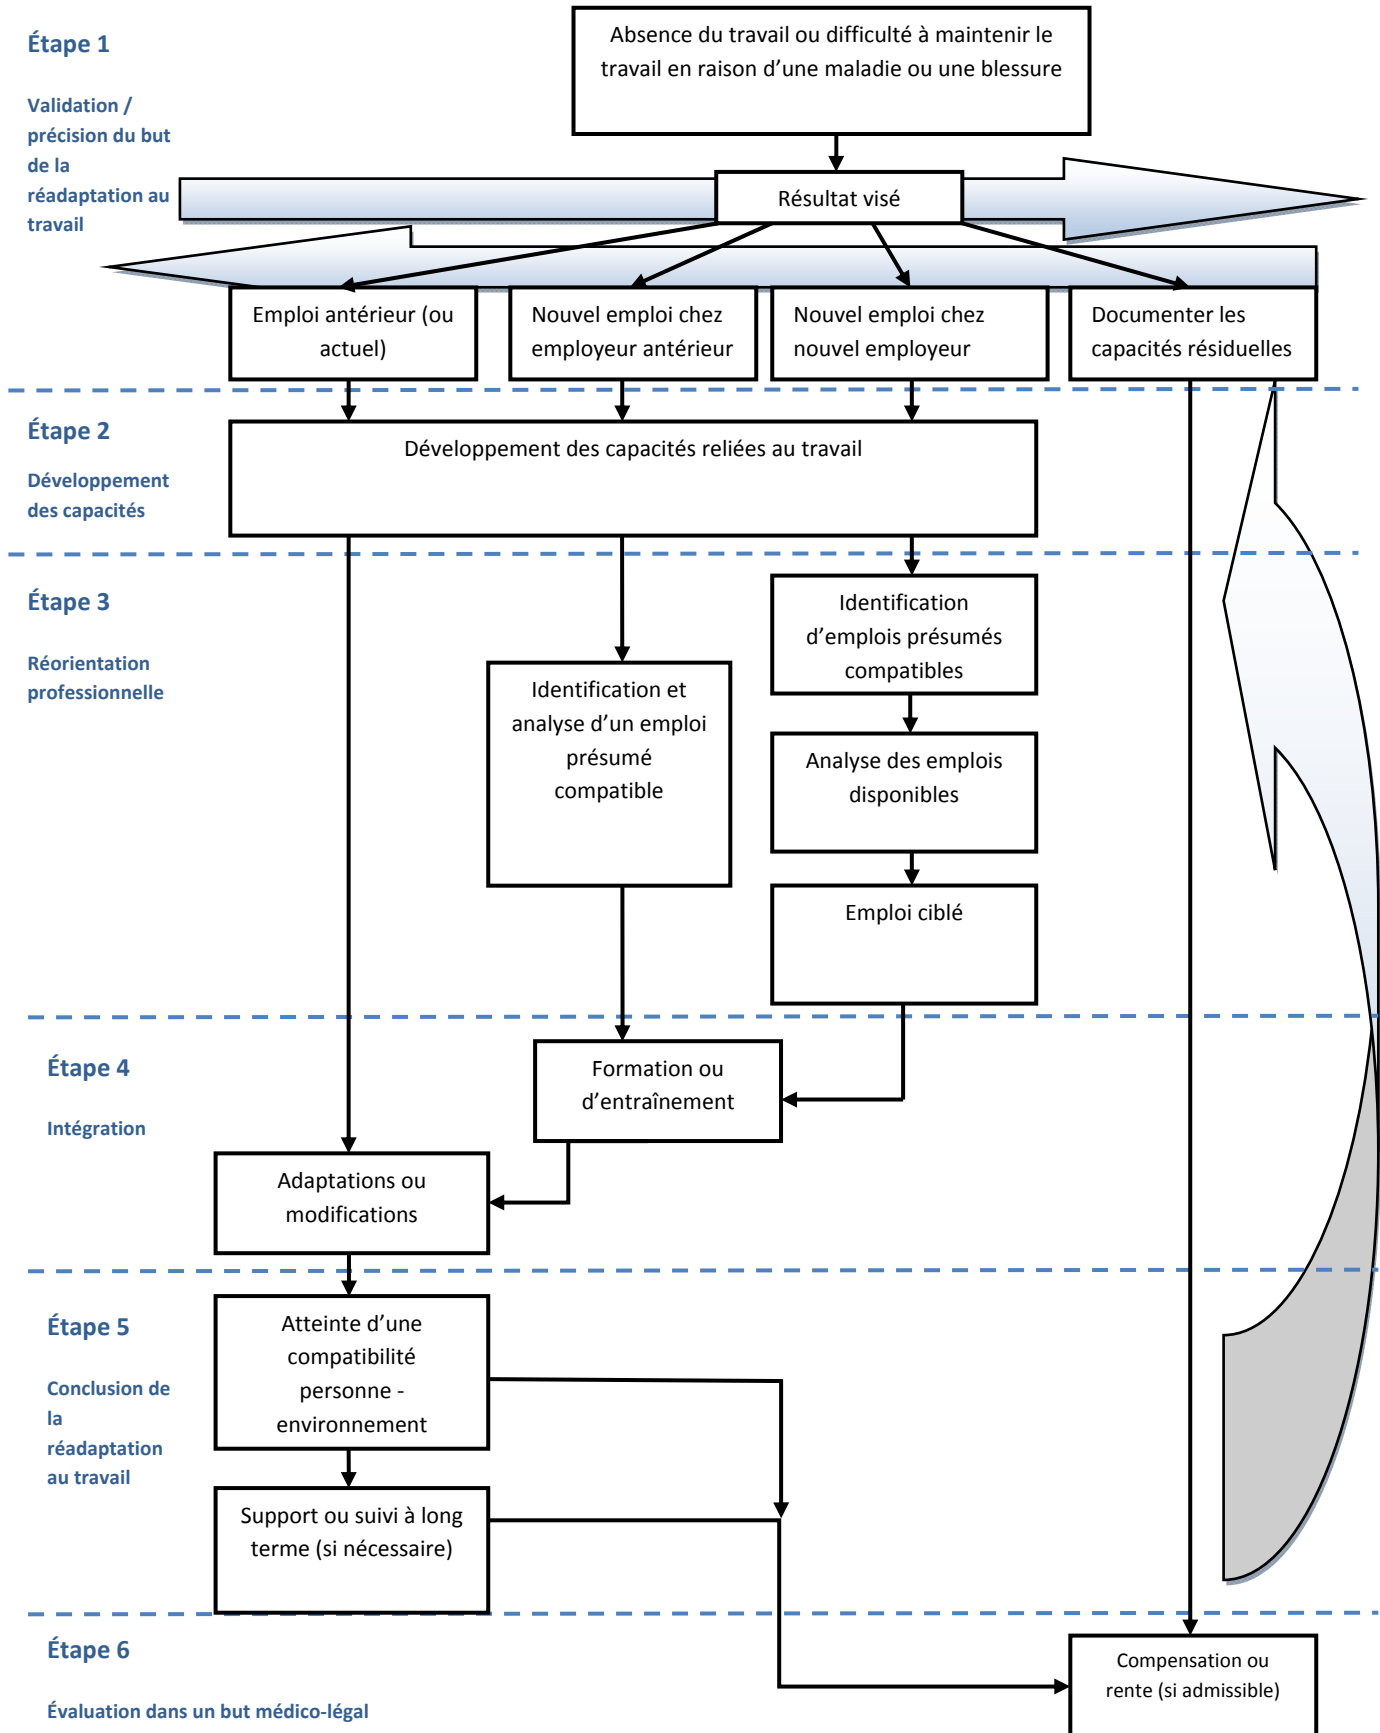 Étape 1
Validation /
précision du but
de la
réadaptation au
travail
Absence du travail ou difficulté à maintenir le
travail en raison d’une maladie ou une blessure
Résultat visé
Emploi antérieur (ou
actuel)
Nouvel emploi chez
employeur antérieur
Nouvel emploi chez
nouvel employeur
Documenter les
capacités résiduelles
Étape 2
Développement
des capacités
Développement des capacités reliées au travail
Étape 3
Réorientation
professionnelle
Identification et
analyse d’un emploi
présumé
compatible
Identification
d’emplois présumés
compatibles
Analyse des emplois
disponibles
Emploi ciblé
Étape 4
Intégration
Formation ou
d’entraînement
Adaptations ou
modifications
Étape 5
Conclusion de
la
réadaptation
au travail
Atteinte d’une
compatibilité
personne -
environnement
Support ou suivi à long
terme (si nécessaire)
Étape 6
Évaluation dans un but médico-légal
Compensation ou
rente (si admissible)